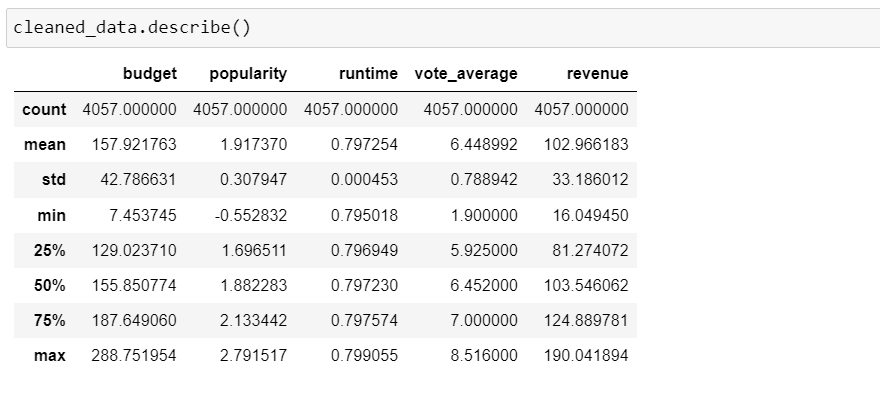 cleaned_data.describe()
budget popularity runtime vote_average revenue
count 4057.000000 4057.000000 4057.000000 4057.000000 4057.000000
mean 157.921763 1.917370 0.797254 6.448992 102.966183
std 42.786631 0.307947 0.000453 0.788942 33.186012
min 7.453745 -0.552832 0.795018 1.900000 16.049450
25% 129.023710 1.696511 0.796949 5.925000 81.274072
50% 155.850774 1.882283 0.797230 6.452000 103.546062
75% 187.649060 2.133442 0.797574 7.000000 124.889781
max 288.751954 2.791517 0.799055 8.516000 190.041894